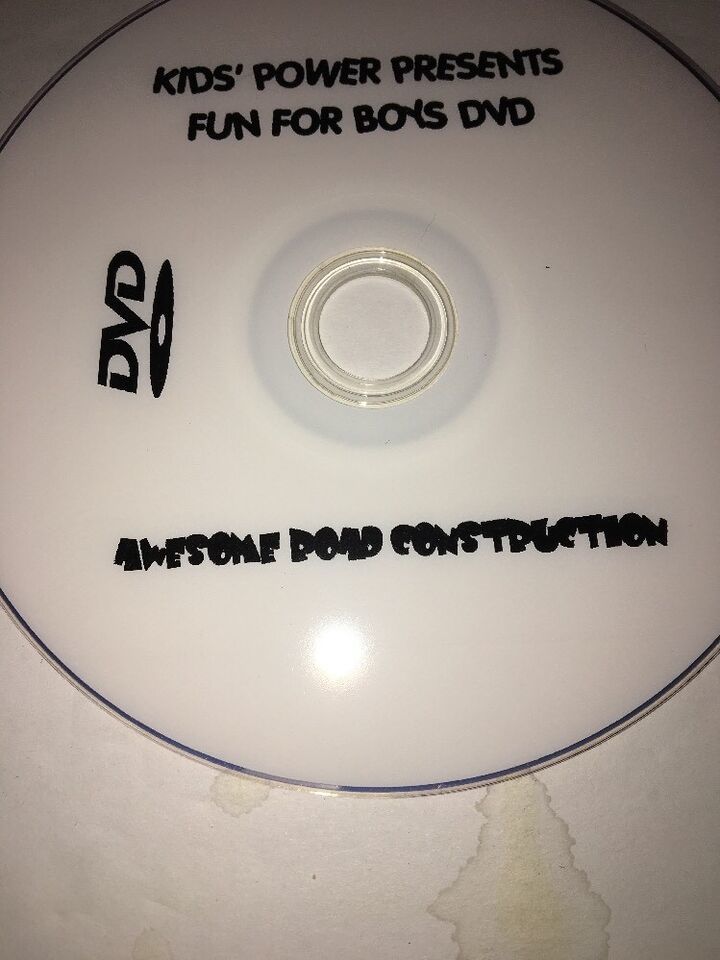 KIDS' POWER PRESENTS
FUN FOR BOYS DVD
DVD
AWESOME ROAD CONSTRUCTION